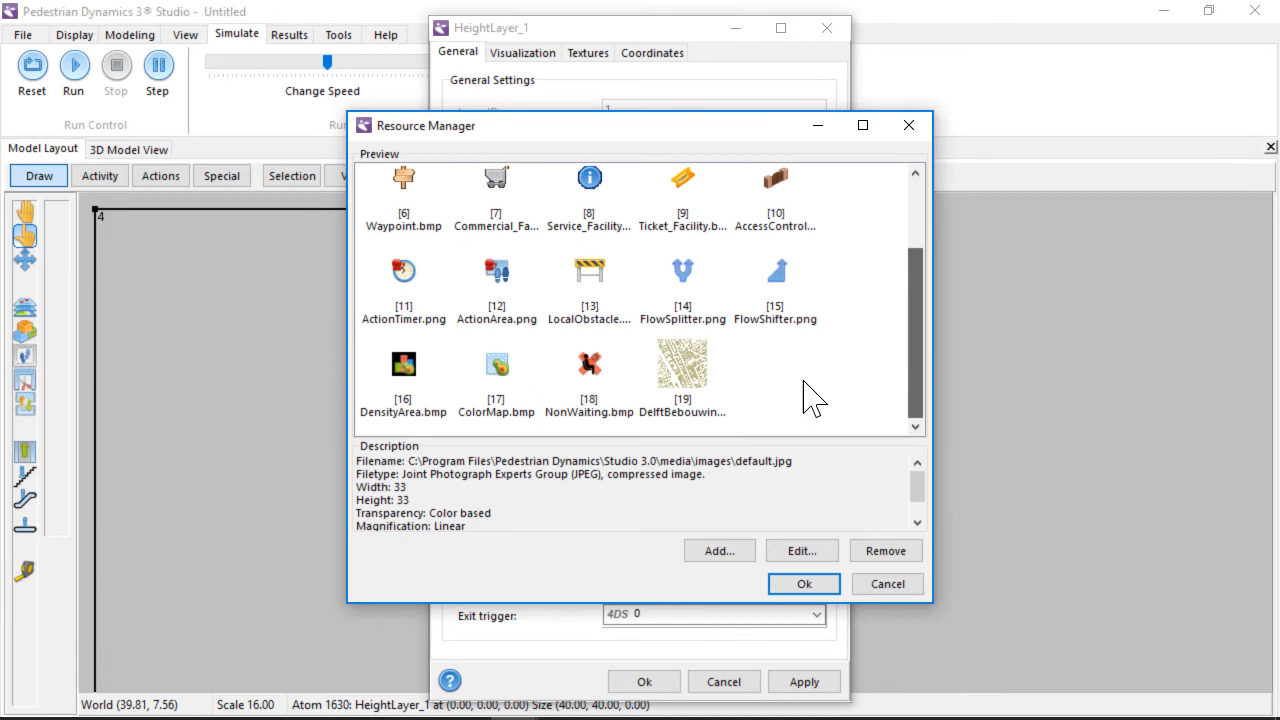 Pedestrian Dynamics 3® Studio - Untitled
File Display Modeling View Simulate Results Tools Help
Reset Run Stop Step
Change Speed
Run Control
Model Layout 3D Model View
Draw Activity Actions Special Selection
4
HeightLayer_1
General Visualization Textures Coordinates
General Settings
Resource Manager
Preview
[6] [7] [8] [9] [10]
Waypoint.bmp Commercial_Fa... Service_Facility... Ticket_Facility.b... AccessControl...
[11] [12] [13] [14] [15]
ActionTimer.png ActionArea.png LocalObstacle.... FlowSplitter.png FlowShifter.png
[16] [17] [18] [19]
DensityArea.bmp ColorMap.bmp NonWaiting.bmp DelftBebouwin...
Description
Filename: C:\Program Files\Pedestrian Dynamics\Studio 3.0\media\images\default.jpg
Filetype: Joint Photograph Experts Group (JPEG), compressed image.
Width: 33
Height: 33
Transparency: Color based
Magnification: Linear
Add... Edit... Remove
Ok Cancel
Exit trigger: 4DS 0
? Ok Cancel Apply
World (39.81, 7.56) Scale 16.00 Atom 1630: HeightLayer_1 at (0.00, 0.00, 0.00) Size (40.00, 40.00, 0.00)